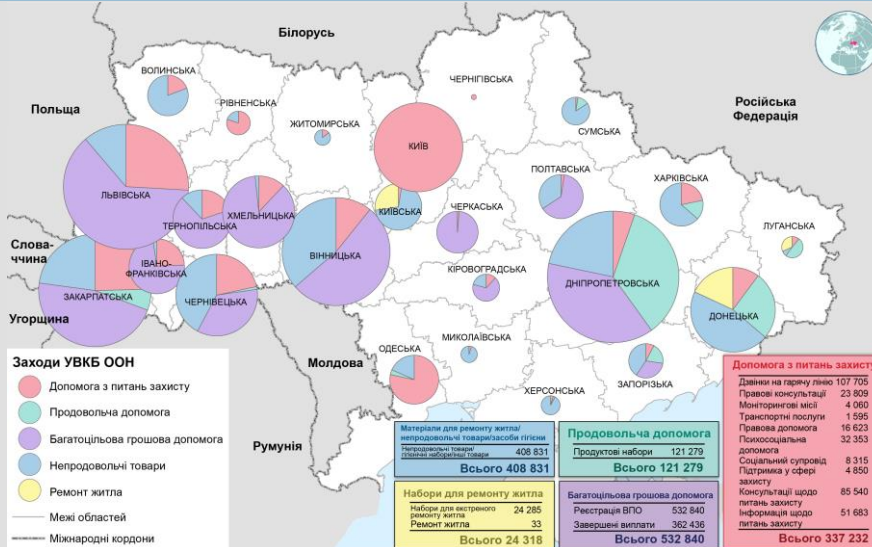 Білорусь
Польща
Російська
Федерація
Слова-
ччина
Угорщина
Молдова
Румунія
ВОЛИНСЬКА
РІВНЕНСЬКА
ЖИТОМИРСЬКА
ЧЕРНІГІВСЬКА
СУМСЬКА
КИЇВ
КИЇВСЬКА
ЛЬВІВСЬКА
ТЕРНОПІЛЬСЬКА
ХМЕЛЬНИЦЬКА
ВІННИЦЬКА
ЧЕРКАСЬКА
ПОЛТАВСЬКА
ХАРКІВСЬКА
ЛУГАНСЬКА
ІВАНО-
ФРАНКІВСЬКА
ЗАКАРПАТСЬКА
ЧЕРНІВЕЦЬКА
КІРОВОГРАДСЬКА
ДНІПРОПЕТРОВСЬКА
ДОНЕЦЬКА
ОДЕСЬКА
МИКОЛАЇВСЬКА
ХЕРСОНСЬКА
ЗАПОРІЗЬКА
Заходи УВКБ ООН
Допомога з питань захисту
Продовольча допомога
Багатоцільова грошова допомога
Непродовольчі товари
Ремонт житла
Межі областей
Міжнародні кордони
Матеріали для ремонту житла/
непродовольчі товари/засоби гігієни
Непродовольчі товари/
гігієнічні набори/інші товари 408 831
Всього 408 831
Продовольча допомога
Продуктові набори 121 279
Всього 121 279
Набори для ремонту житла
Набори для екстреного
ремонту житла 24 285
Ремонт житла 33
Всього 24 318
Багатоцільова грошова допомога
Реєстрація ВПО 532 840
Завершені виплати 362 436
Всього 532 840
Допомога з питань захисту
Дзвінки на гарячу лінію 107 705
Правові консультації 23 809
Моніторингові місії 4 060
Транспортні послуги 1 595
Правова допомога 16 623
Психосоціальна 32 353
допомога
Соціальний супровід 8 315
Підтримка у сфері 4 850
захисту
Консультації щодо 85 540
питань захисту
Інформація щодо 51 683
питань захисту
Всього 337 232